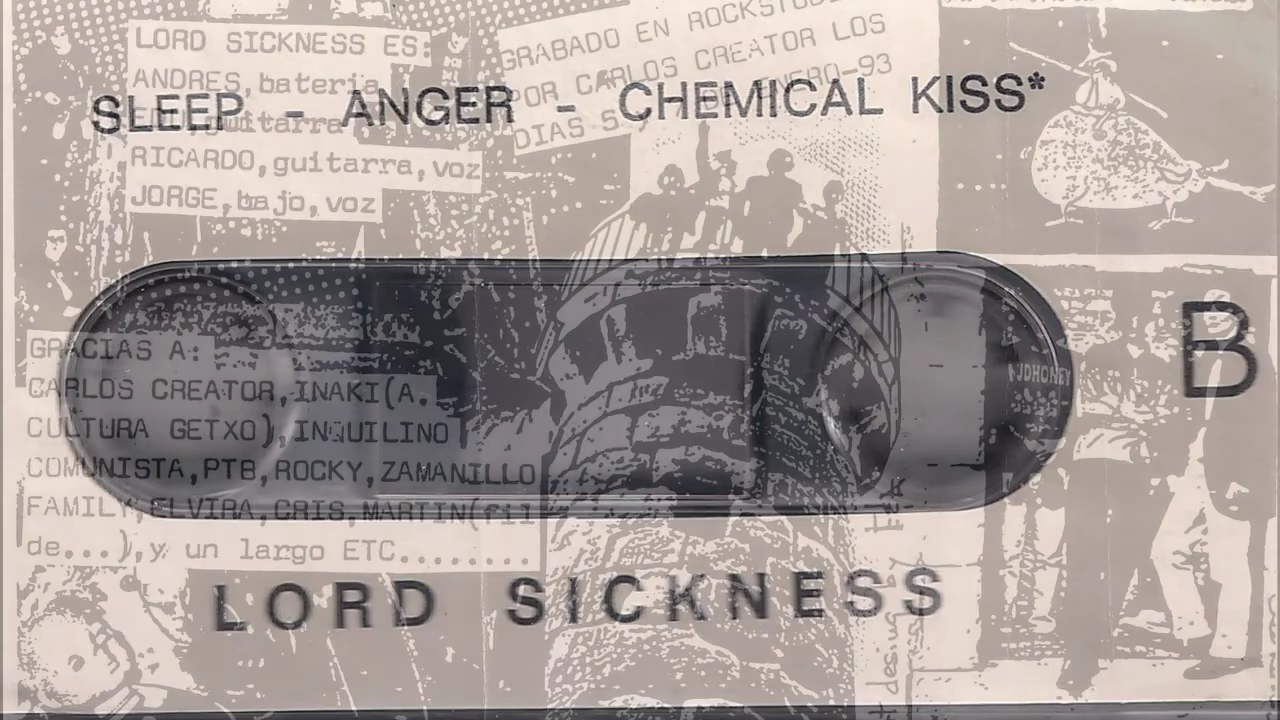 LORD SICKNESS ES:
ANDRES,bateria
guitarra
RICARDO,guitarra,voz
JORGE,bajo,voz
GRABADO EN
POR CARLOS CREATOR LOS
DIAS 5, ENERO-93
SLEEP - ANGER - CHEMICAL KISS*
B
GRACIAS A:
CARLOS CREATOR,INAKI(A.
CULTURA GETXO),INQUILINO
COMUNISTA,PTB,ROCKY,ZAMANILLO
FAMILY,ELVIRA,CRIS,MARTIN(fil
de...),y un largo ETC.......
LORD SICKNESS